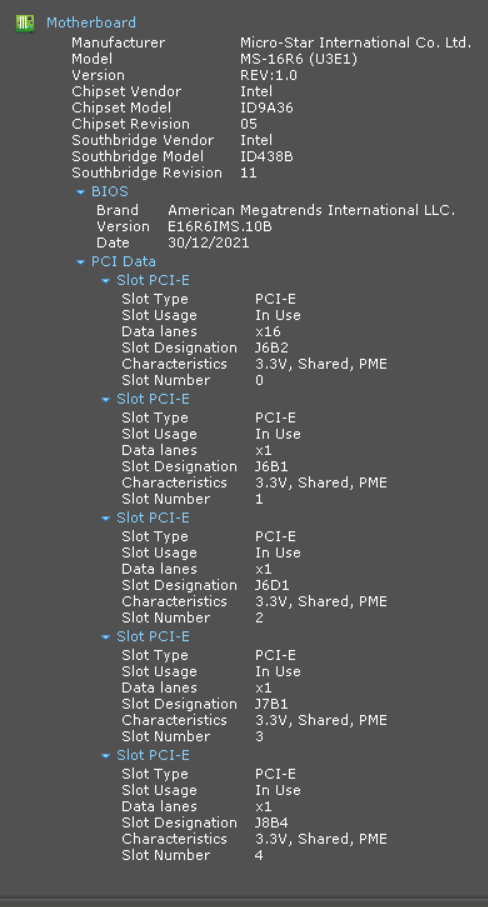 Motherboard
Manufacturer Micro-Star International Co. Ltd.
Model MS-16R6 (U3E1)
Version REV:1.0
Chipset Vendor Intel
Chipset Model ID9A36
Chipset Revision 05
Southbridge Vendor Intel
Southbridge Model ID438B
Southbridge Revision 11
BIOS
Brand American Megatrends International LLC.
Version E16R6IMS.10B
Date 30/12/2021
PCI Data
Slot PCI-E
Slot Type PCI-E
Slot Usage In Use
Data lanes x16
Slot Designation J6B2
Characteristics 3.3V, Shared, PME
Slot Number 0
Slot PCI-E
Slot Type PCI-E
Slot Usage In Use
Data lanes x1
Slot Designation J6B1
Characteristics 3.3V, Shared, PME
Slot Number 1
Slot PCI-E
Slot Type PCI-E
Slot Usage In Use
Data lanes x1
Slot Designation J6D1
Characteristics 3.3V, Shared, PME
Slot Number 2
Slot PCI-E
Slot Type PCI-E
Slot Usage In Use
Data lanes x1
Slot Designation J7B1
Characteristics 3.3V, Shared, PME
Slot Number 3
Slot PCI-E
Slot Type PCI-E
Slot Usage In Use
Data lanes x1
Slot Designation J8B4
Characteristics 3.3V, Shared, PME
Slot Number 4